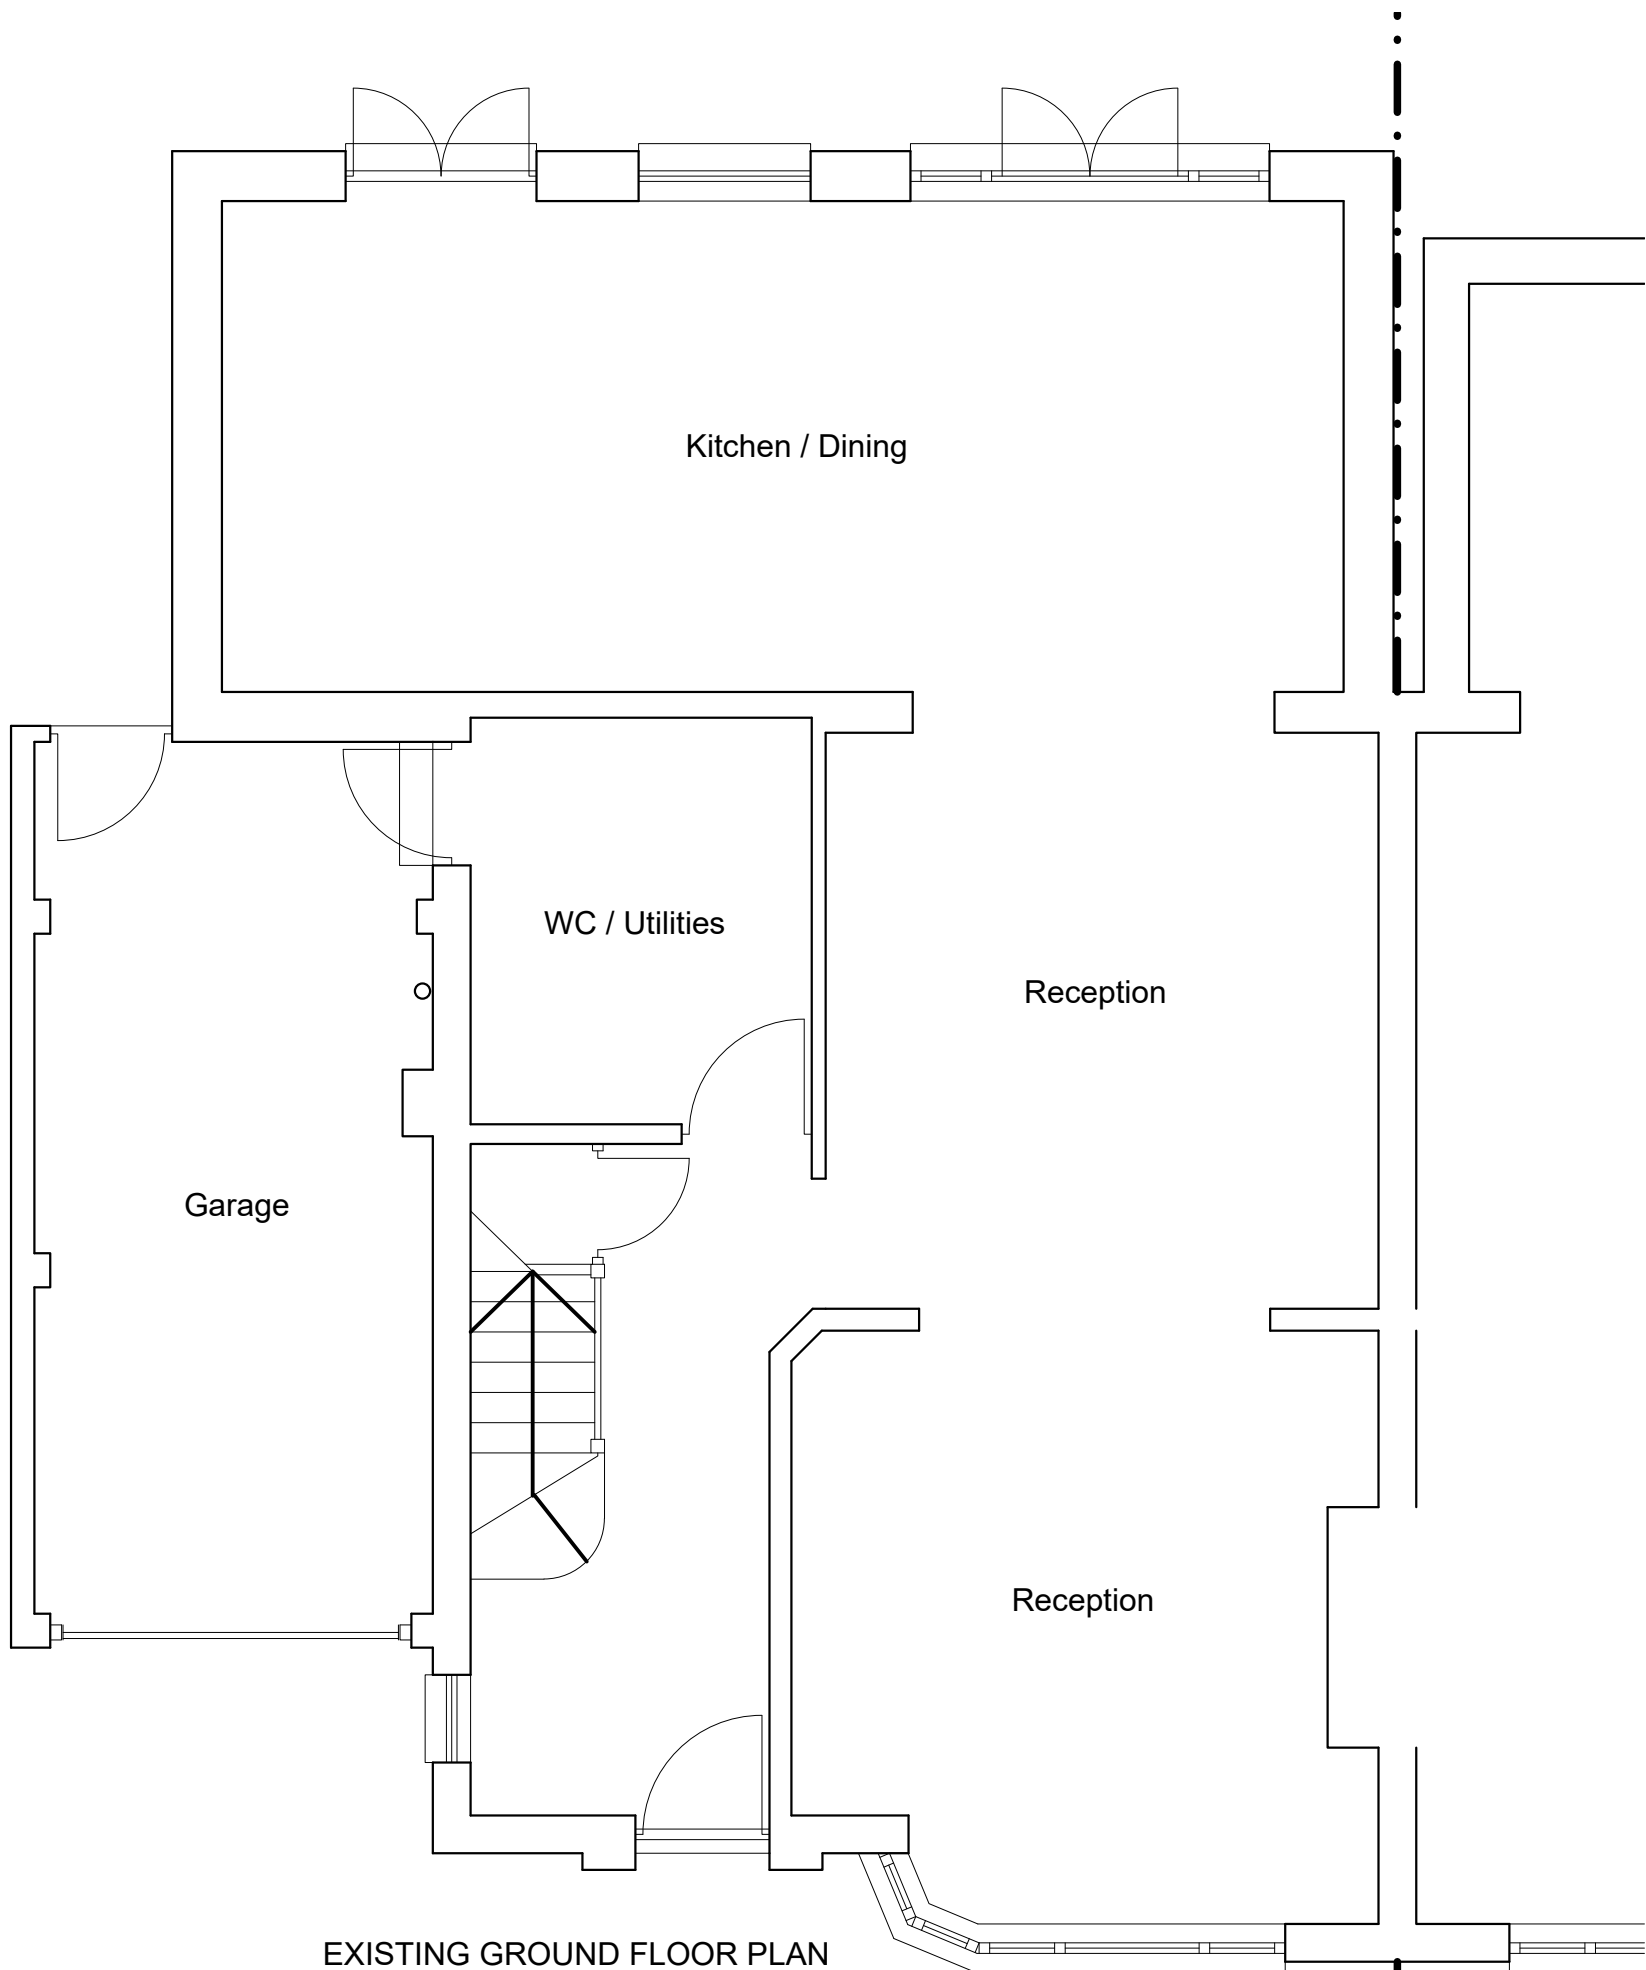 Kitchen / Dining
WC / Utilities
Reception
Garage
Reception
EXISTING GROUND FLOOR PLAN